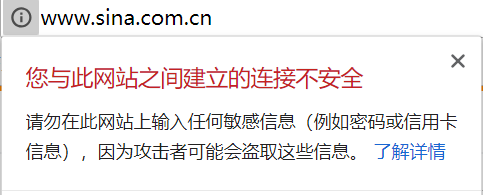 www.sina.com.cn
您与此网站之间建立的连接不安全
请勿在此网站上输入任何敏感信息（例如密码或信用卡
信息），因为攻击者可能会盗取这些信息。 了解详情